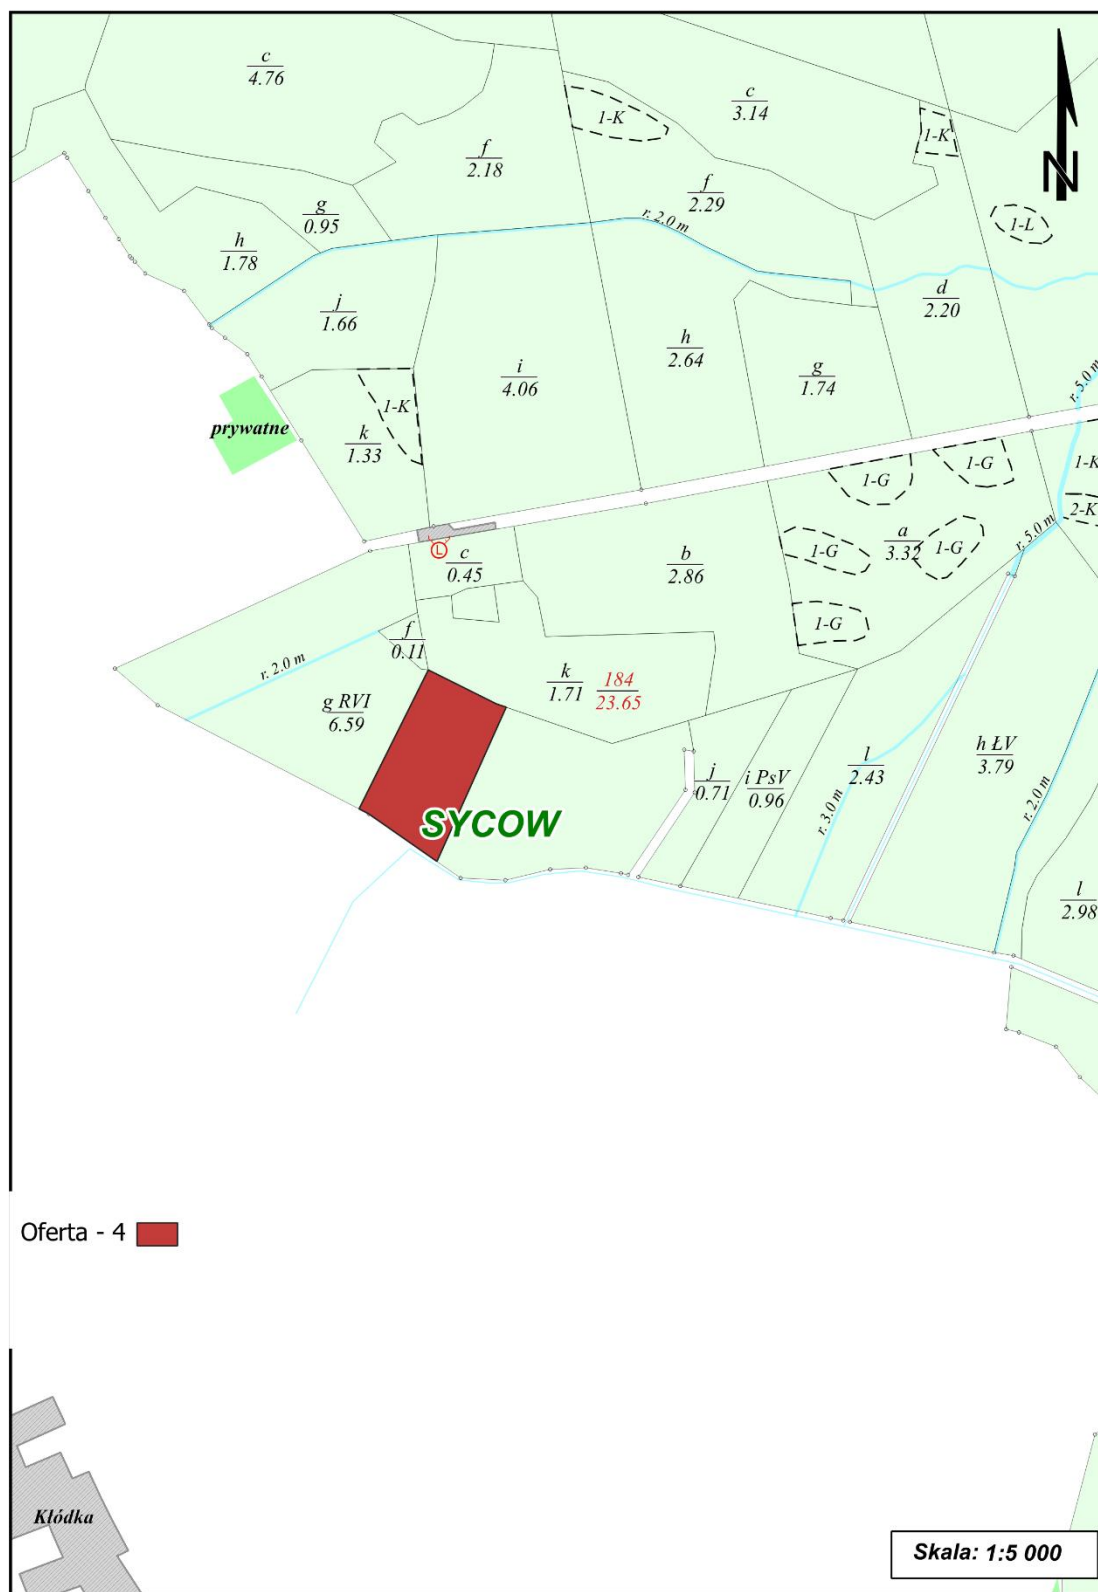 c
4.76
c
3.14
1-K
1-K
f
2.18
f
2.29
g
0.95
r. 2.0 m
1-L
h
1.78
N
j
1.66
d
2.20
h
2.64
g
1.74
i
4.06
r. 5.0 m
1-K
prywatne
k
1.33
1-G
1-G
1-K
2-K
a
3.32
r. 5.0 m
1-G
1-G
L
c
0.45
b
2.86
1-G
f
0.11
r. 2.0 m
k
1.71
184
23.65
g RVI
6.59
j
0.71
i PsV
0.96
l
2.43
h ŁV
3.79
r. 3.0 m
r. 2.0 m
SYCOW
l
2.98
Oferta - 4
Kłódka
Skala: 1:5 000